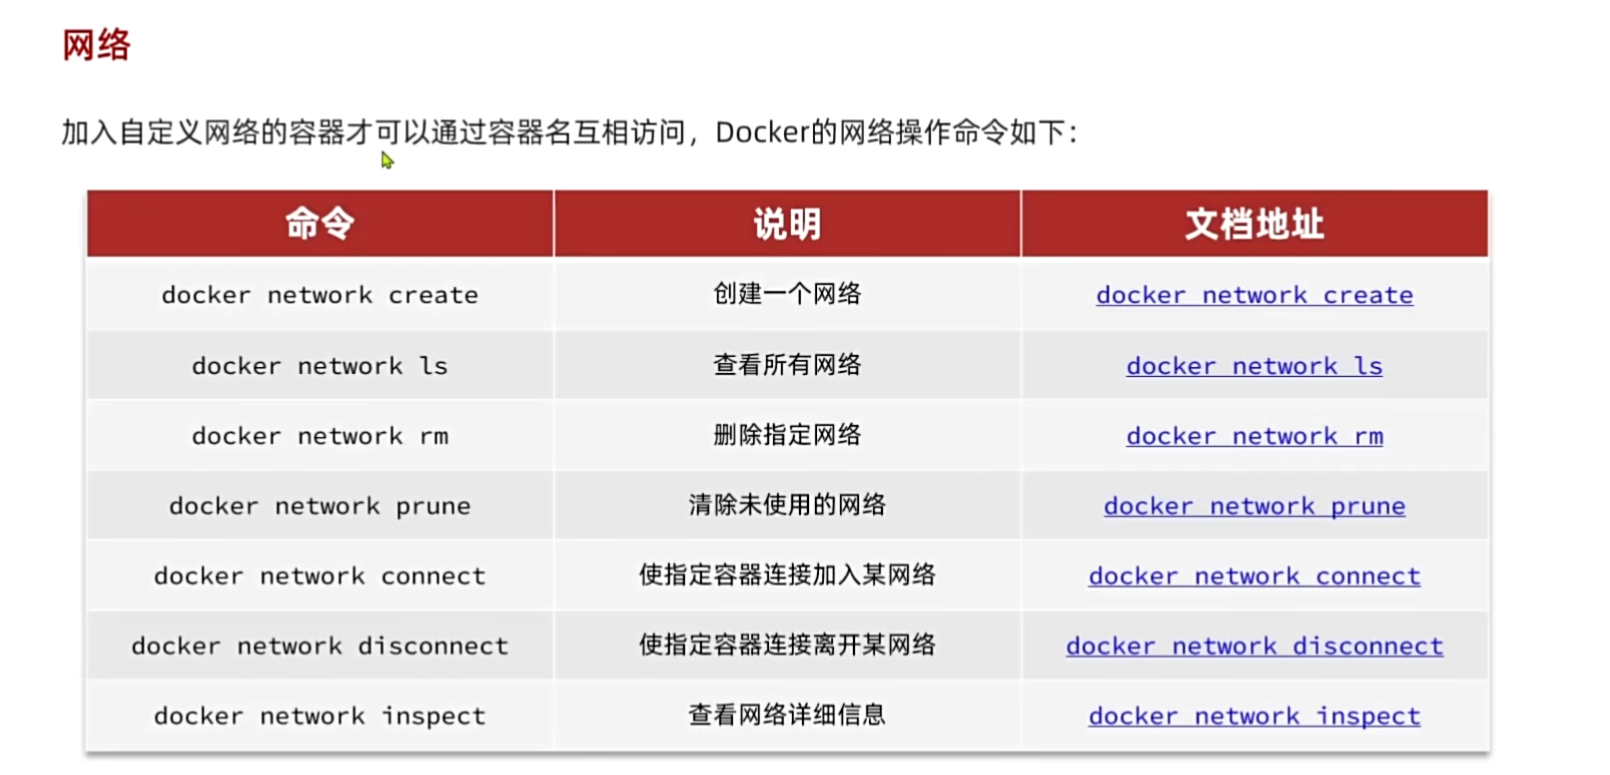 网络
加入自定义网络的容器才可以通过容器名互相访问，Docker的网络操作命令如下：
命令 说明 文档地址
docker network create 创建一个网络 docker network create
docker network ls 查看所有网络 docker network ls
docker network rm 删除指定网络 docker network rm
docker network prune 清除未使用的网络 docker network prune
docker network connect 使指定容器连接加入某网络 docker network connect
docker network disconnect 使指定容器连接离开某网络 docker network disconnect
docker network inspect 查看网络详细信息 docker network inspect